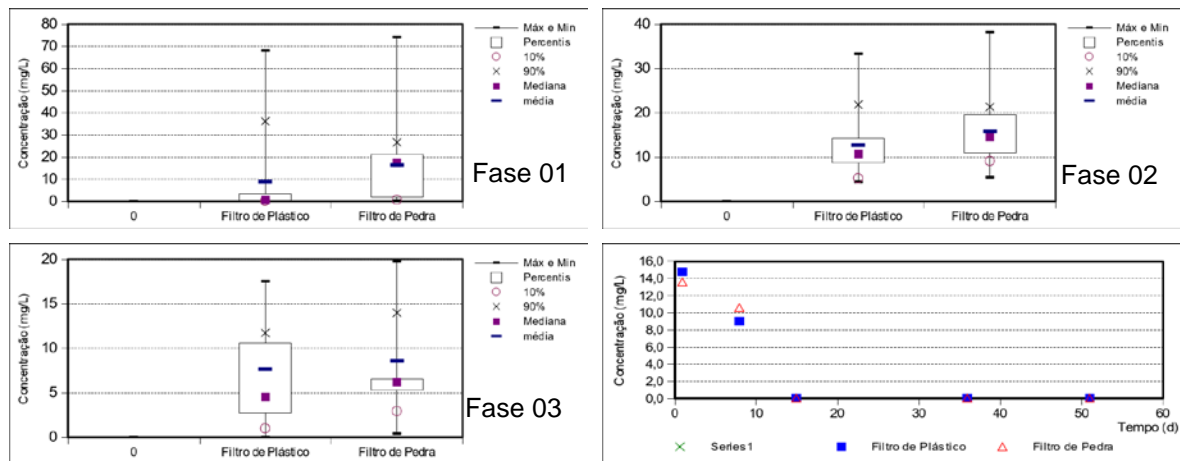 Concentração (mg/L)
80
70
60
50
40
30
20
10
0
0
Filtro de Plástico
Filtro de Pedra
Máx e Min
Percentis
10%
90%
Mediana
média
Fase 01
Concentração (mg/L)
40
30
20
10
0
0
Filtro de Plástico
Filtro de Pedra
Máx e Min
Percentis
10%
90%
Mediana
média
Fase 02
Concentração (mg/L)
20
15
10
5
0
0
Filtro de Plástico
Filtro de Pedra
Máx e Min
Percentis
10%
90%
Mediana
média
Fase 03
Concentração (mg/L)
16,0
14,0
12,0
10,0
8,0
6,0
4,0
2,0
0,0
0
10
20
30
40
50
60
Tempo (d)
Series1
Filtro de Plástico
Filtro de Pedra